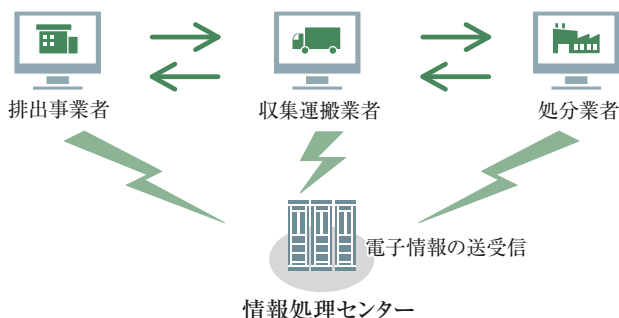 排出事業者
収集運搬業者
処分業者
電子情報の送受信
情報処理センター